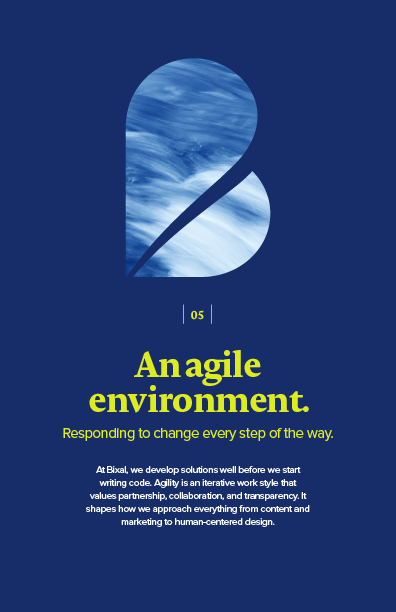 05
An agile
environment.
Responding to change every step of the way.
At Bixal, we develop solutions well before we start
writing code. Agility is an iterative work style that
values partnership, collaboration, and transparency. It
shapes how we approach everything from content and
marketing to human-centered design.